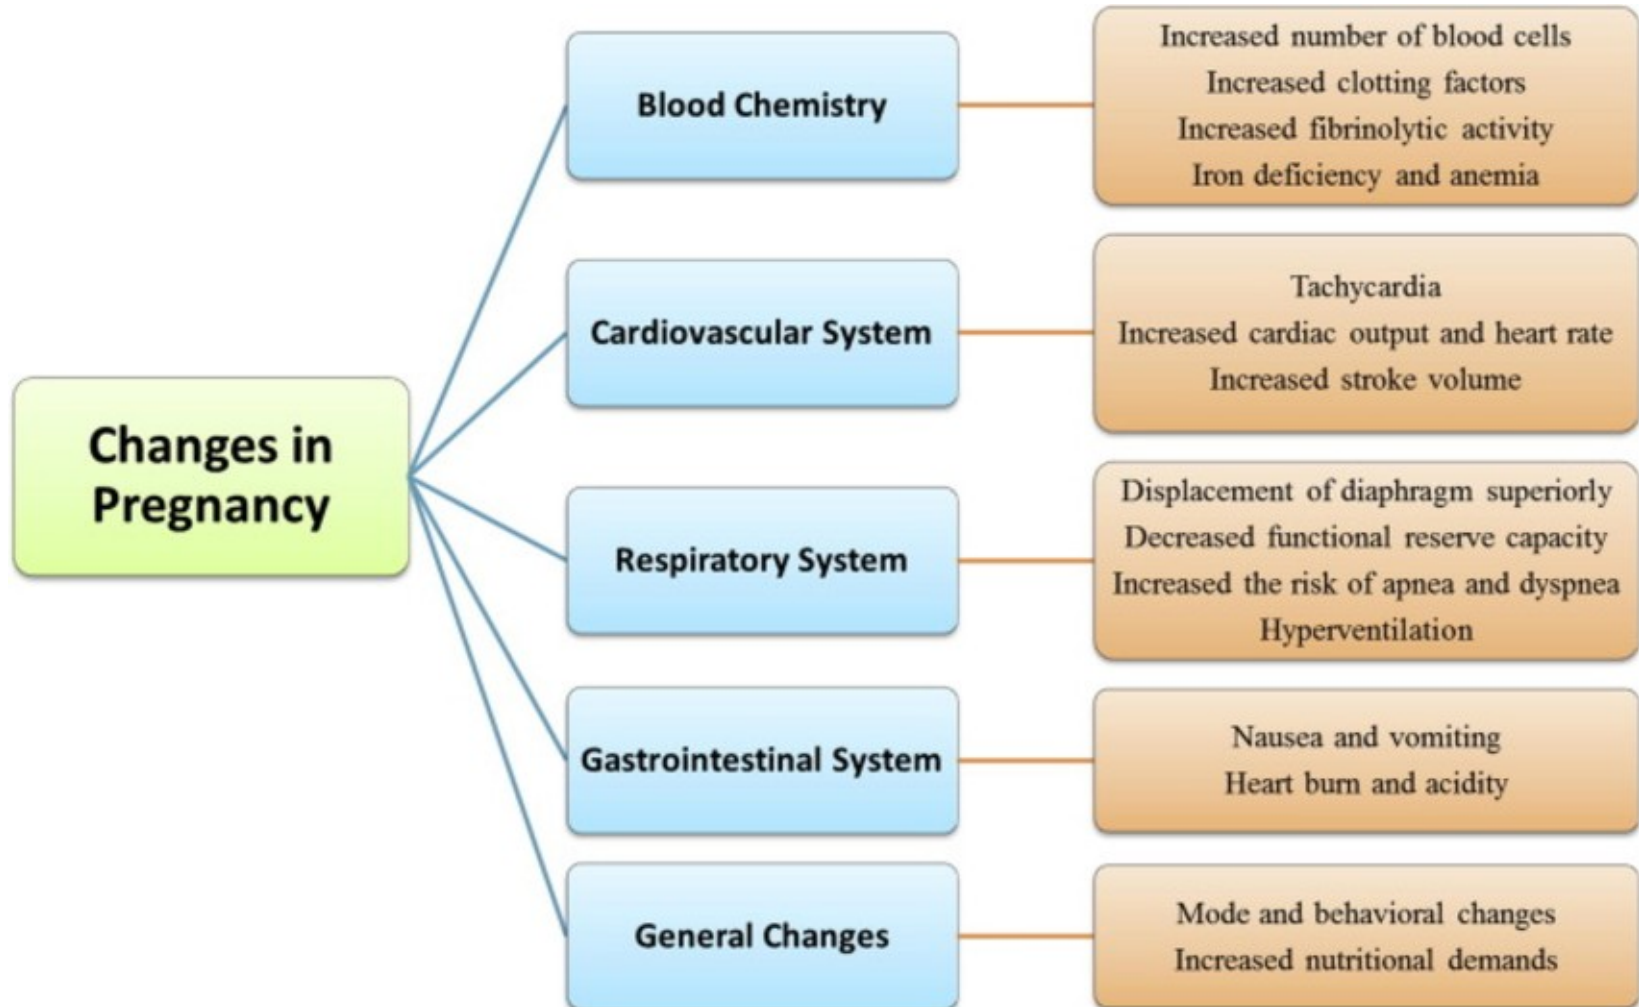 Changes in
Pregnancy
Blood Chemistry
Increased number of blood cells
Increased clotting factors
Increased fibrinolytic activity
Iron deficiency and anemia
Cardiovascular System
Tachycardia
Increased cardiac output and heart rate
Increased stroke volume
Respiratory System
Displacement of diaphragm superiorly
Decreased functional reserve capacity
Increased the risk of apnea and dyspnea
Hyperventilation
Gastrointestinal System
Nausea and vomiting
Heart burn and acidity
General Changes
Mode and behavioral changes
Increased nutritional demands